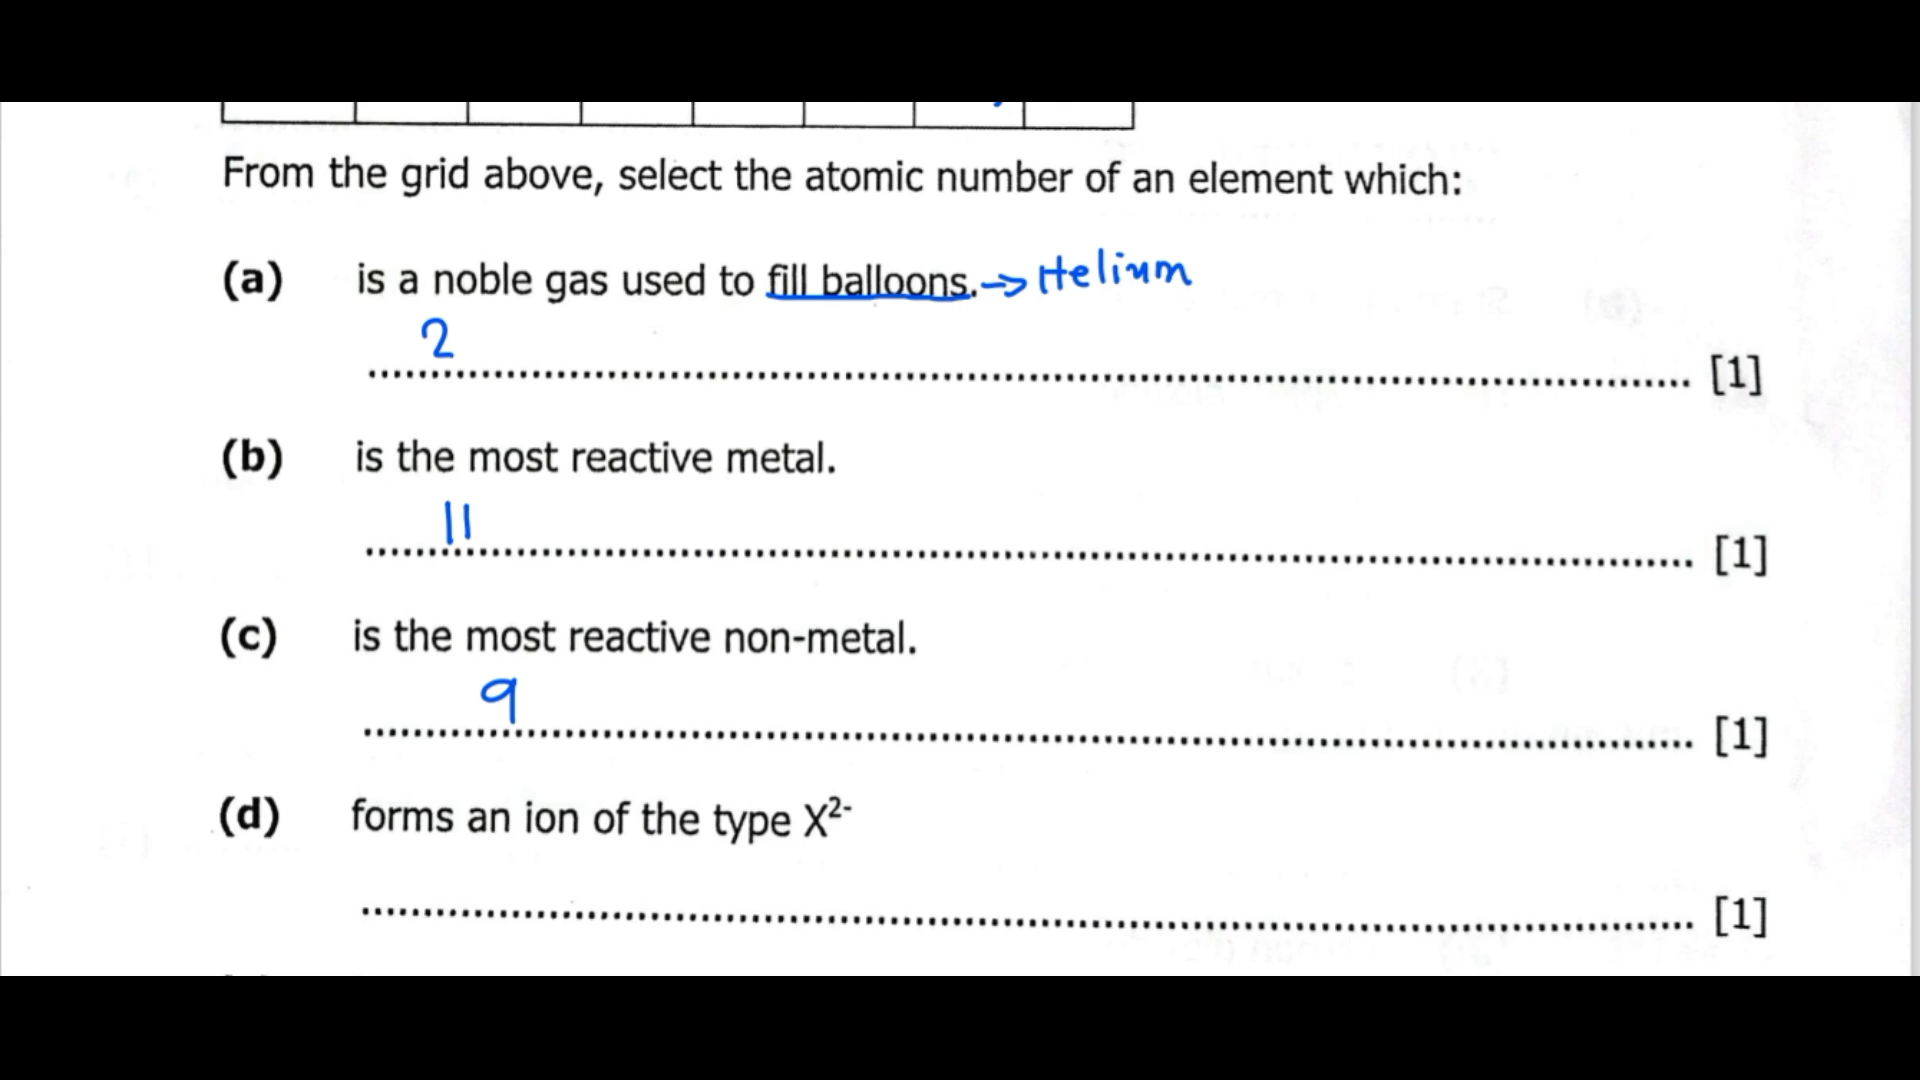 From the grid above, select the atomic number of an element which:
(a) is a noble gas used to fill balloons. → Helium
2
[1]
(b) is the most reactive metal.
11
[1]
(c) is the most reactive non-metal.
9
[1]
(d) forms an ion of the type X²⁻
[1]